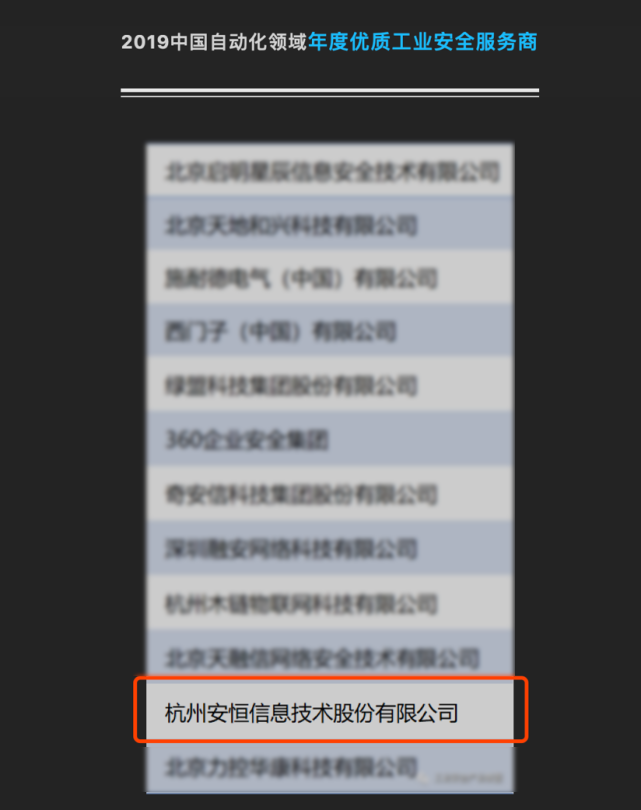 2019中国自动化领域年度优质工业安全服务商
北京启明星辰信息安全技术有限公司
北京天地和兴科技有限公司
施耐德电气（中国）有限公司
西门子（中国）有限公司
绿盟科技集团股份有限公司
360企业安全集团
奇安信科技集团股份有限公司
深圳融安网络科技有限公司
杭州木链物联网科技有限公司
北京天融信网络安全技术有限公司
杭州安恒信息技术股份有限公司
北京力控华康科技有限公司